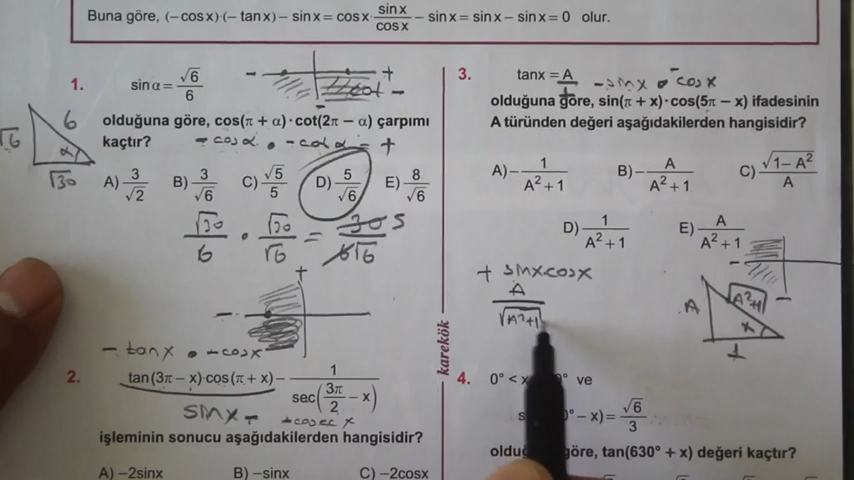 Buna göre, (−cosx)·(−tanx) − sinx = cosx · sinx/cosx − sinx = sinx − sinx = 0 olur.
1. sinα = √6/6
− +
cot −
−
olduğuna göre, cos(π + α)·cot(2π − α) çarpımı
kaçtır? −cosα · −cotα = +
√6 6 α √30
A) 3/√2 B) 3/√6 C) √5/5 D) 5/√6 E) 8/√6
√30/6 · √30/√6 = 30 5/6√6
+
−
−tanx · −cosx
2. tan(3π − x)·cos(π + x) − 1/sec(3π/2 − x)
sinx − −cosec x
işleminin sonucu aşağıdakilerden hangisidir?
A) −2sinx B) −sinx C) −2cosx
karekök
3. tanx = A/1 −sinx · −cosx
olduğuna göre, sin(π + x)·cos(5π − x) ifadesinin
A türünden değeri aşağıdakilerden hangisidir?
A) −1/A²+1 B) −A/A²+1 C) √1−A²/A
D) 1/A²+1 E) A/A²+1
−
−
+ sinxcosx
A/√A²+1
A √A²+1 x 1
4. 0° < x ve
− x) = √6/3
göre, tan(630° + x) değeri kaçtır?